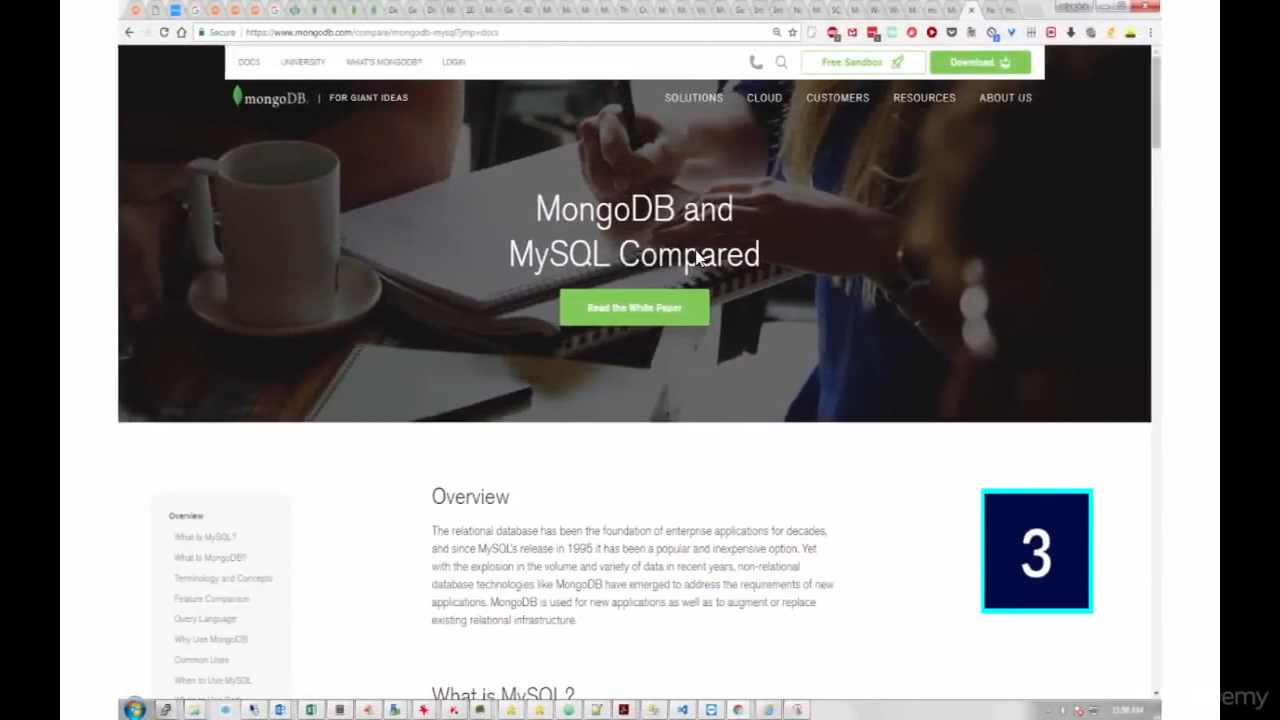 Secure
https://www.mongodb.com/compare/mongodb-mysql?jmp=docs
DOCS
UNIVERSITY
WHAT'S MONGODB?
LOGIN
Free Sandbox
Download
mongoDB.
FOR GIANT IDEAS
SOLUTIONS
CLOUD
CUSTOMERS
RESOURCES
ABOUT US
MongoDB and
MySQL Compared
Read the White Paper
Overview
What Is MySQL?
What Is MongoDB?
Terminology and Concepts
Feature Comparison
Query Language
Why Use MongoDB
Common Uses
When to Use MySQL
Overview
The relational database has been the foundation of enterprise applications for decades,
and since MySQL's release in 1995 it has been a popular and inexpensive option. Yet
with the explosion in the volume and variety of data in recent years, non-relational
database technologies like MongoDB have emerged to address the requirements of new
applications. MongoDB is used for new applications as well as to augment or replace
existing relational infrastructure.
What is MySQL?
3
11:58 AM